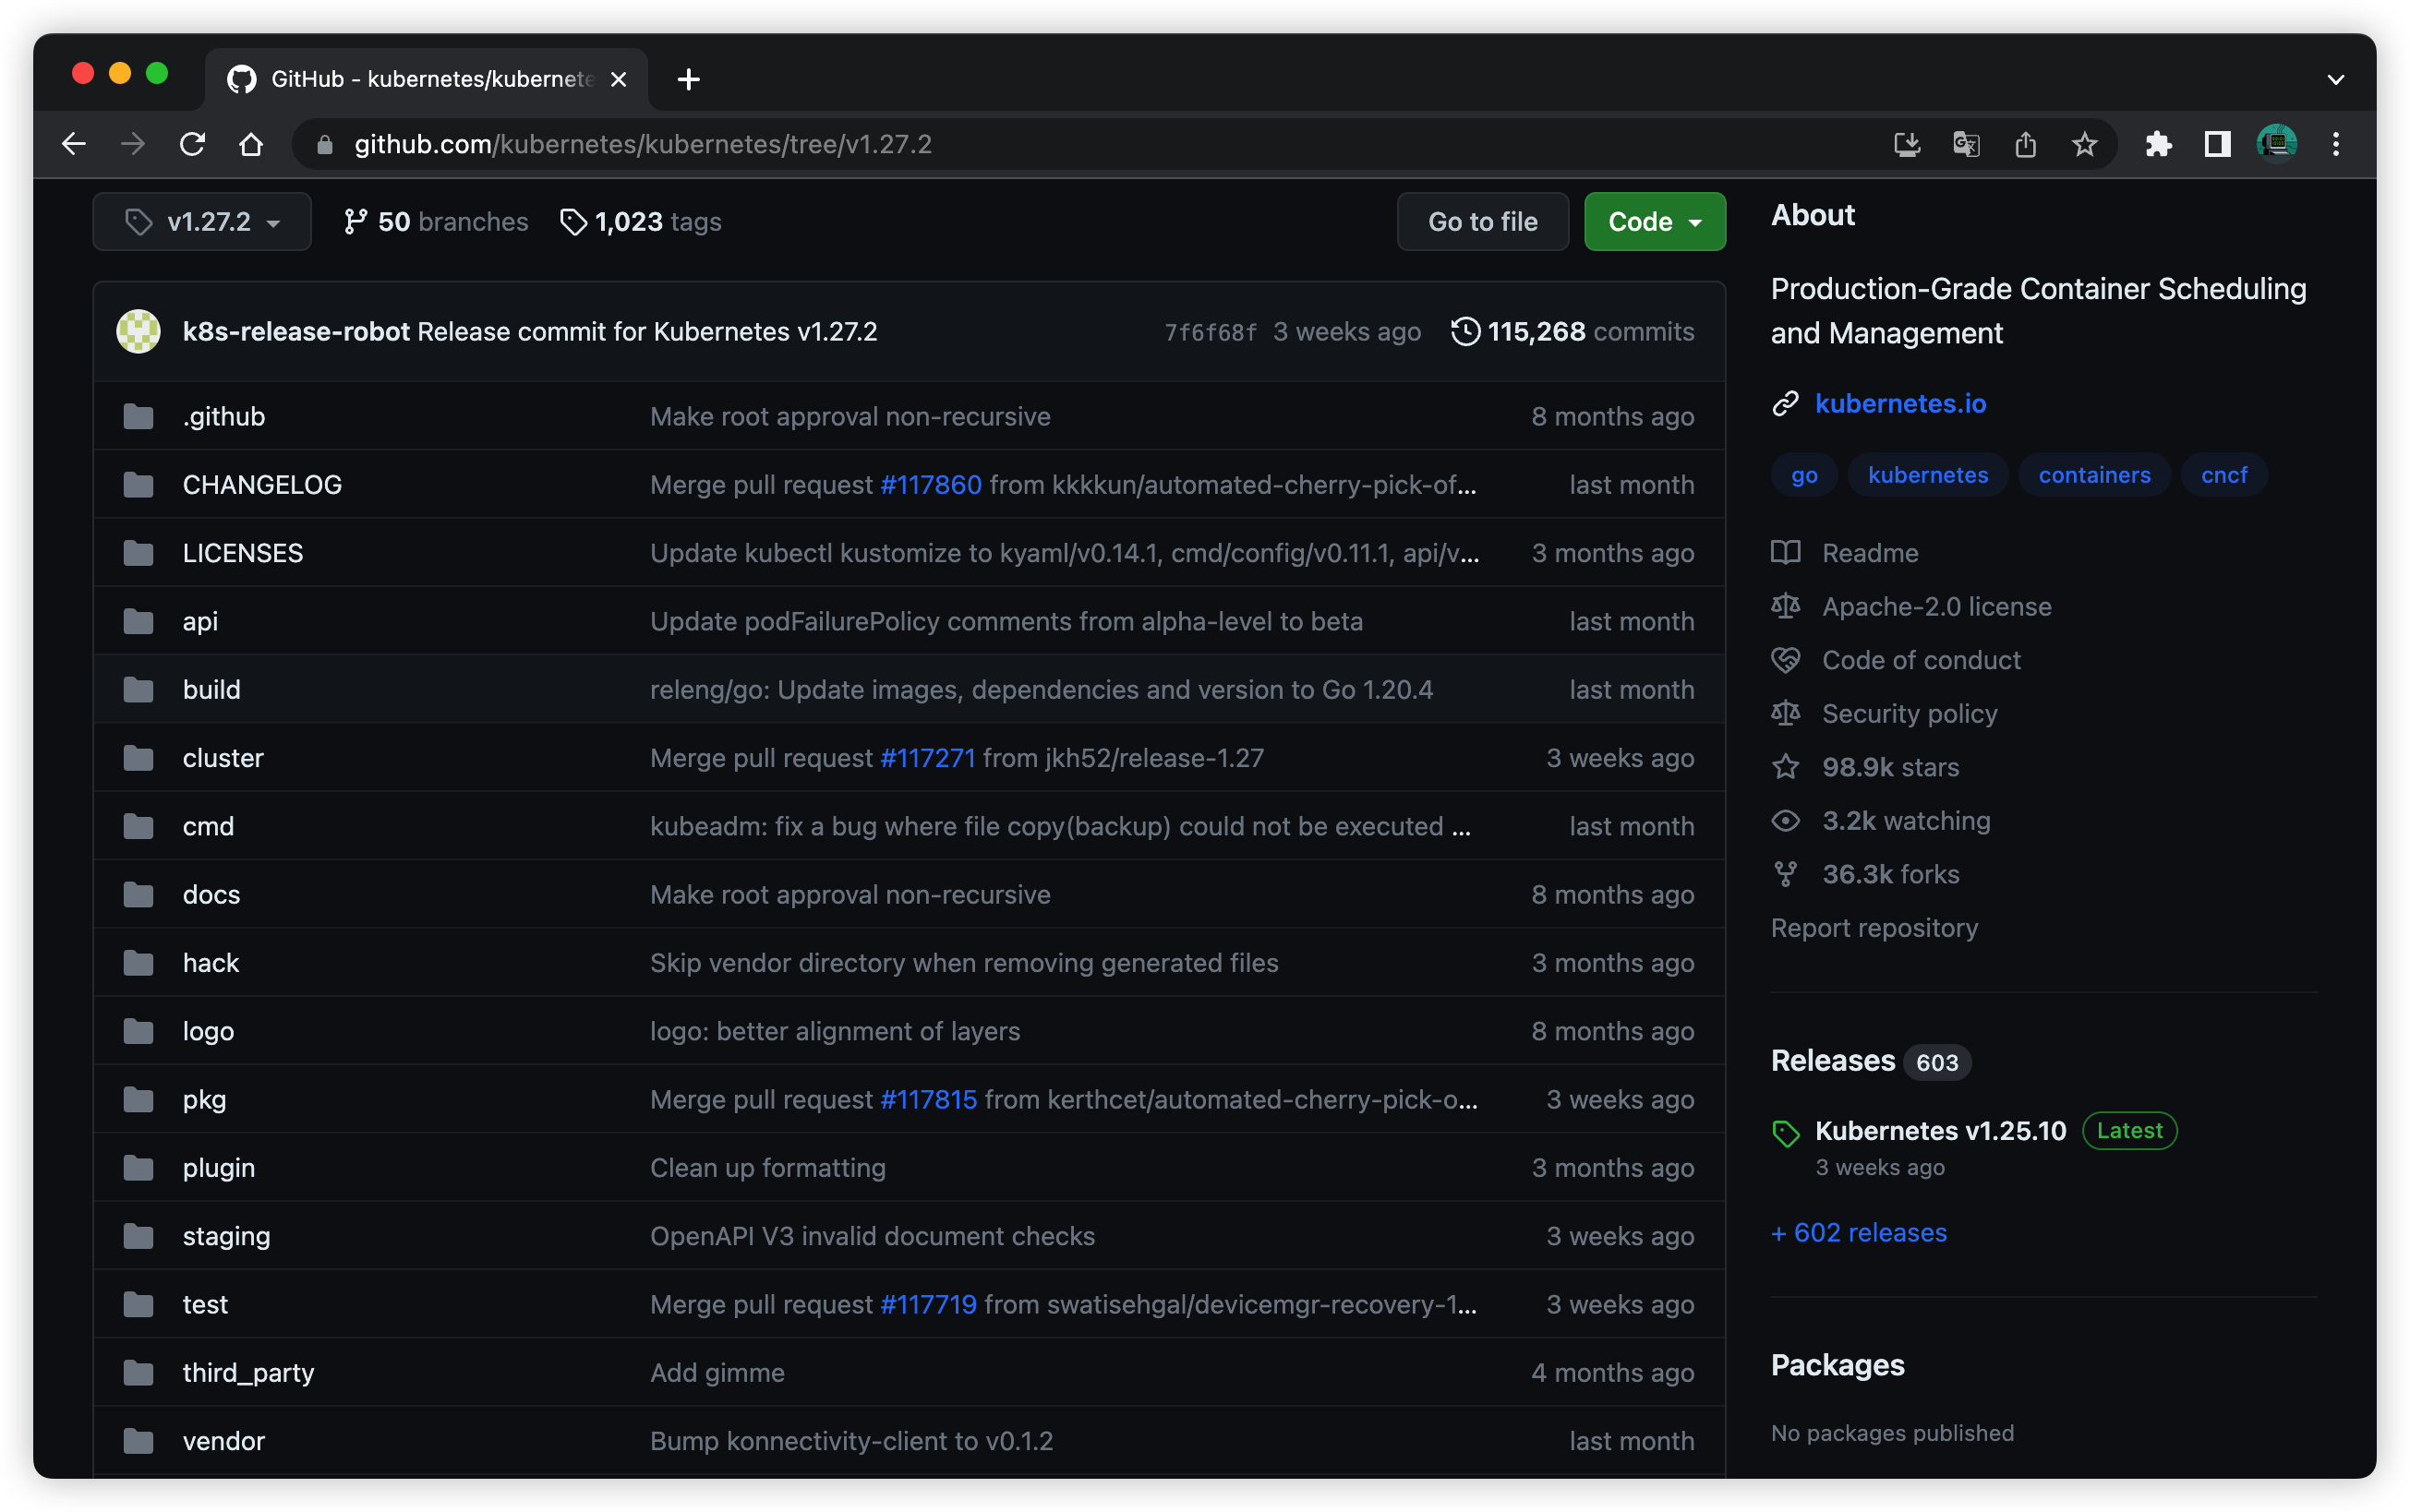 GitHub - kubernetes/kubernete
github.com/kubernetes/kubernetes/tree/v1.27.2
v1.27.2 50 branches 1,023 tags Go to file Code
k8s-release-robot Release commit for Kubernetes v1.27.2 7f6f68f 3 weeks ago 115,268 commits
.github Make root approval non-recursive 8 months ago
CHANGELOG Merge pull request #117860 from kkkkun/automated-cherry-pick-of... last month
LICENSES Update kubectl kustomize to kyaml/v0.14.1, cmd/config/v0.11.1, api/v... 3 months ago
api Update podFailurePolicy comments from alpha-level to beta last month
build releng/go: Update images, dependencies and version to Go 1.20.4 last month
cluster Merge pull request #117271 from jkh52/release-1.27 3 weeks ago
cmd kubeadm: fix a bug where file copy(backup) could not be executed ... last month
docs Make root approval non-recursive 8 months ago
hack Skip vendor directory when removing generated files 3 months ago
logo logo: better alignment of layers 8 months ago
pkg Merge pull request #117815 from kerthcet/automated-cherry-pick-o... 3 weeks ago
plugin Clean up formatting 3 months ago
staging OpenAPI V3 invalid document checks 3 weeks ago
test Merge pull request #117719 from swatisehgal/devicemgr-recovery-1... 3 weeks ago
third_party Add gimme 4 months ago
vendor Bump konnectivity-client to v0.1.2 last month
About
Production-Grade Container Scheduling
and Management
kubernetes.io
go kubernetes containers cncf
Readme
Apache-2.0 license
Code of conduct
Security policy
98.9k stars
3.2k watching
36.3k forks
Report repository
Releases 603
Kubernetes v1.25.10 Latest
3 weeks ago
+ 602 releases
Packages
No packages published